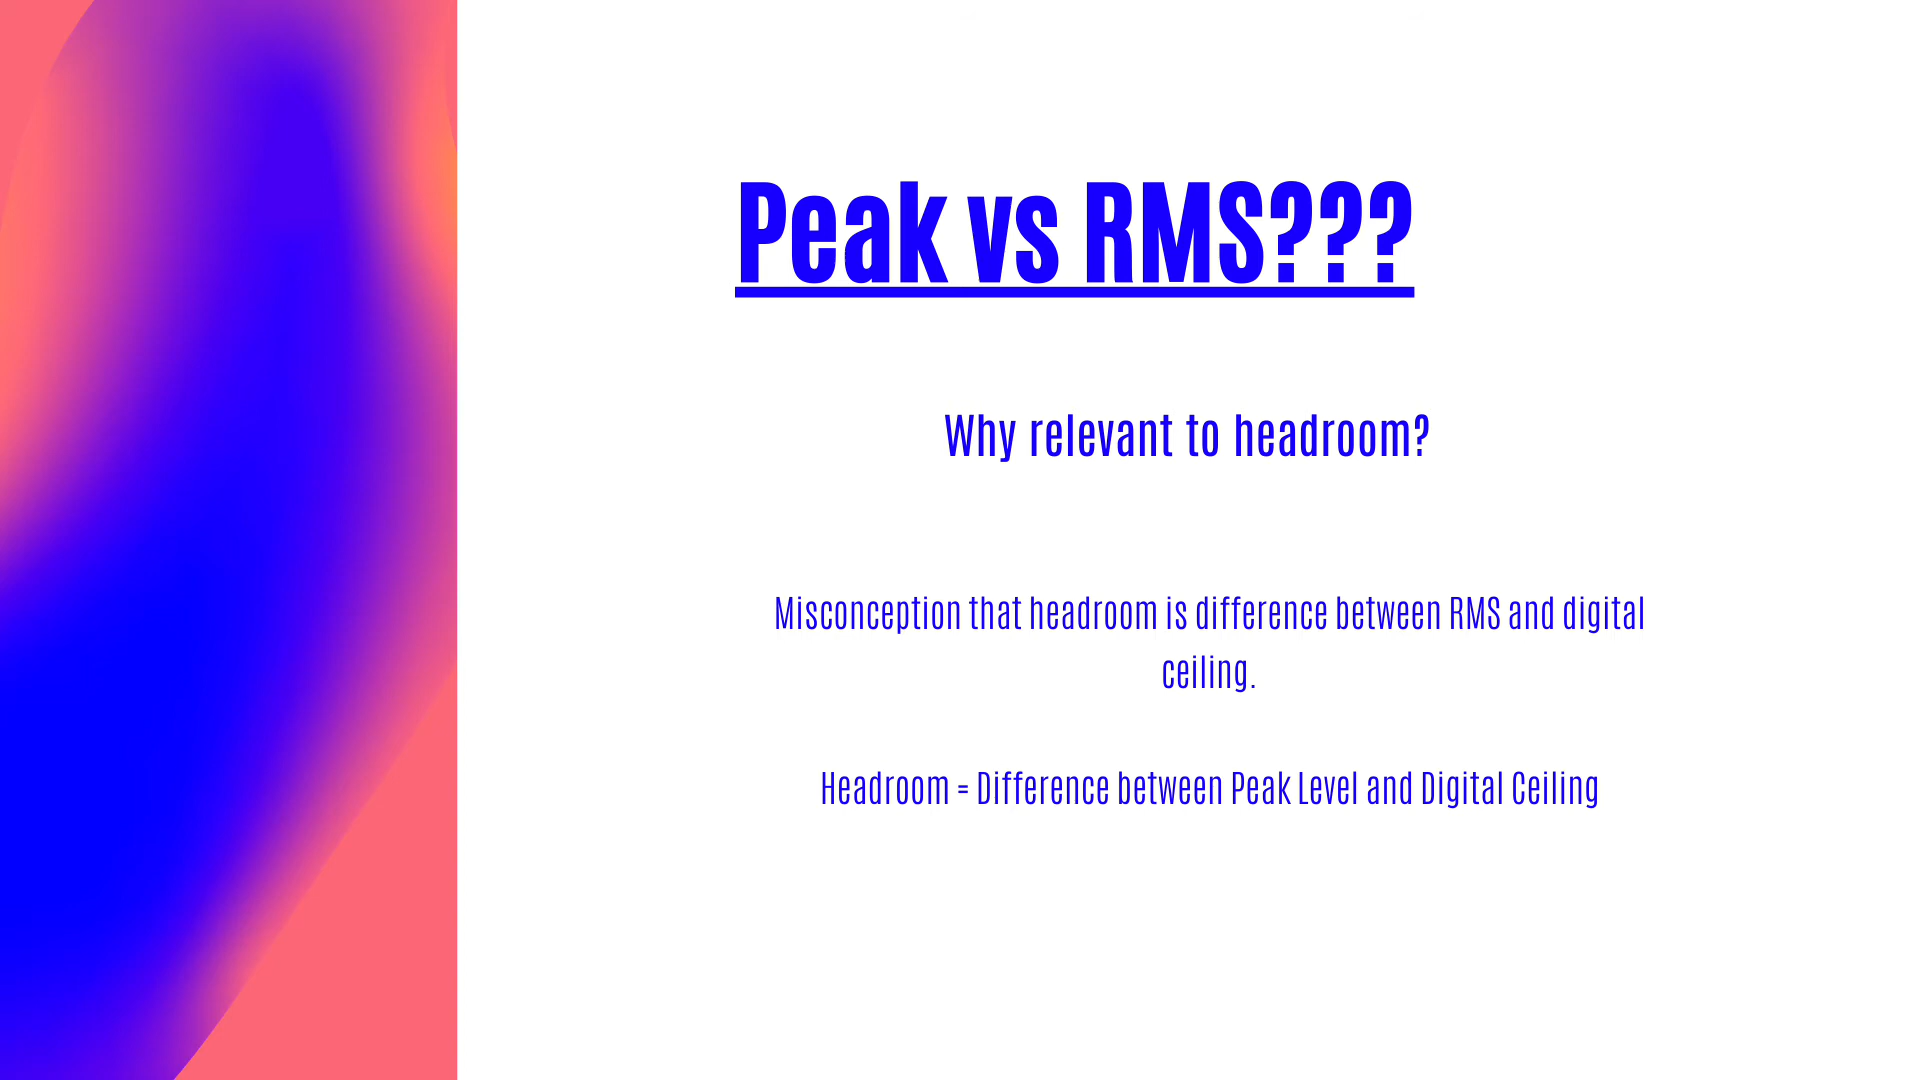 Peak vs RMS???
Why relevant to headroom?
Misconception that headroom is difference between RMS and digital
ceiling.
Headroom = Difference between Peak Level and Digital Ceiling